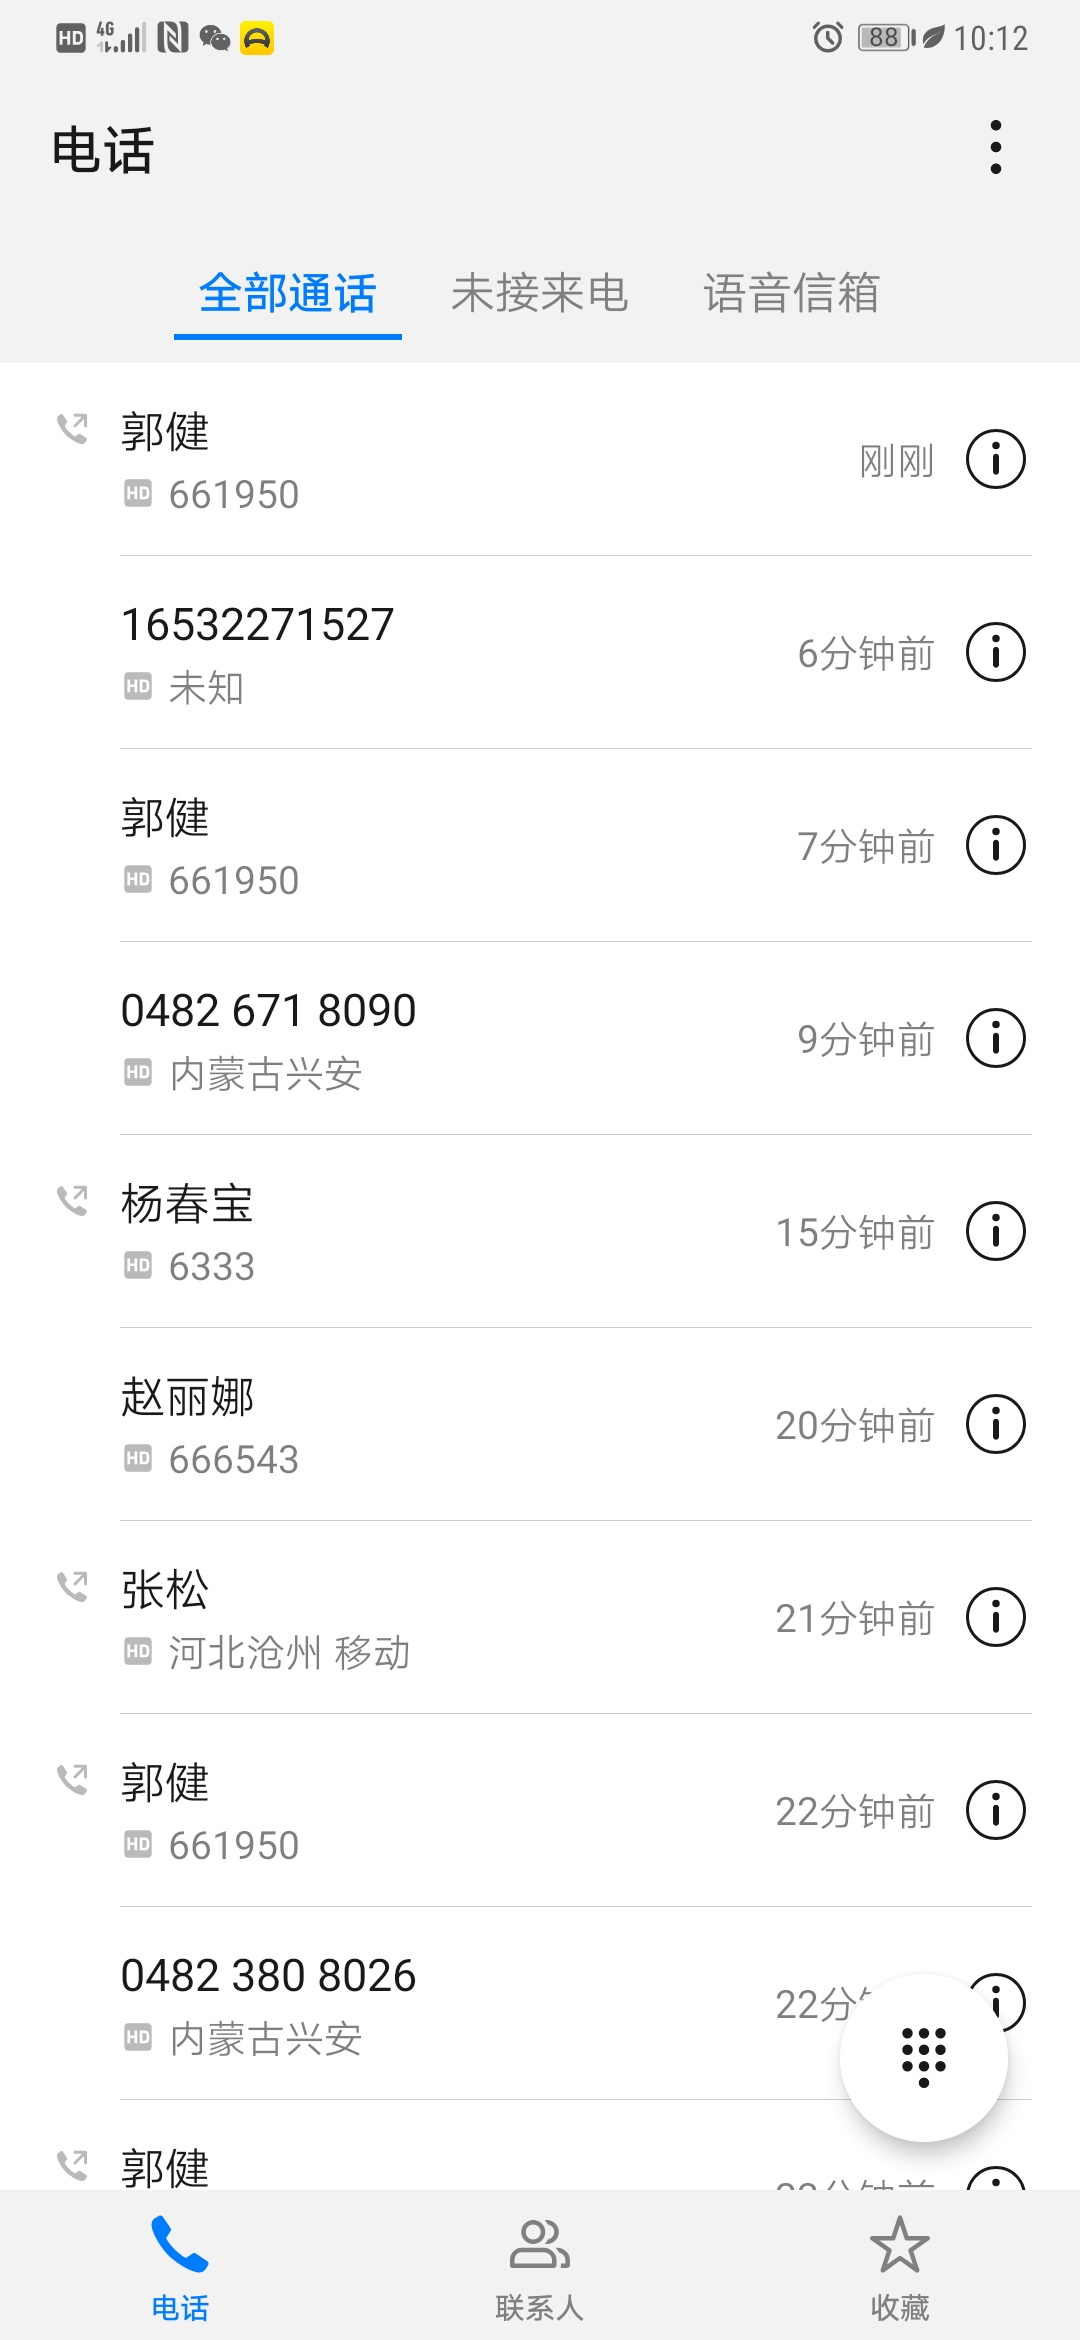 HD 4G 88 10:12
电话
全部通话 未接来电 语音信箱
郭健
HD 661950
刚刚
16532271527
HD 未知
6分钟前
郭健
HD 661950
7分钟前
0482 671 8090
HD 内蒙古兴安
9分钟前
杨春宝
HD 6333
15分钟前
赵丽娜
HD 666543
20分钟前
张松
HD 河北沧州 移动
21分钟前
郭健
HD 661950
22分钟前
0482 380 8026
HD 内蒙古兴安
22分
郭健
电话 联系人 收藏